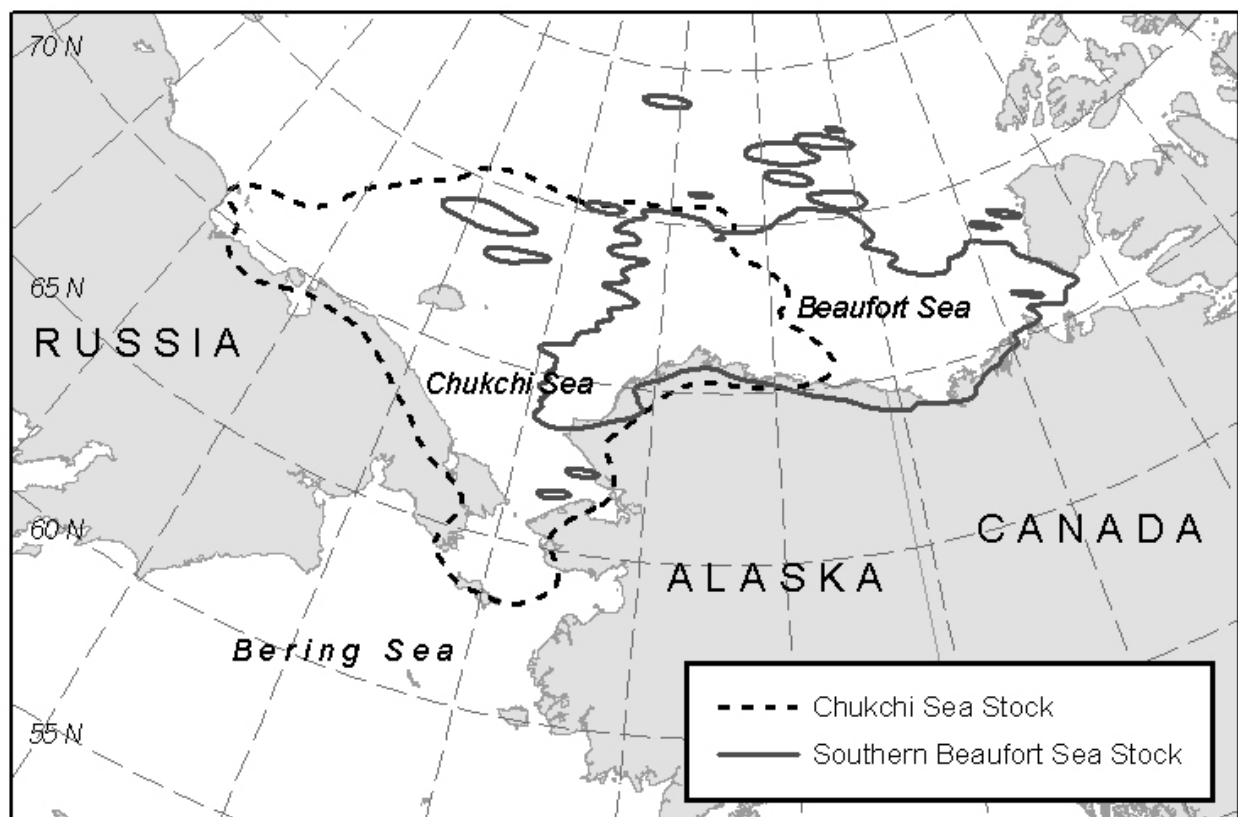 70 N
65 N
RUSSIA
Beaufort Sea
Chukchi Sea
60 N
CANADA
ALASKA
Bering Sea
55 N
Chukchi Sea Stock
Southern Beaufort Sea Stock